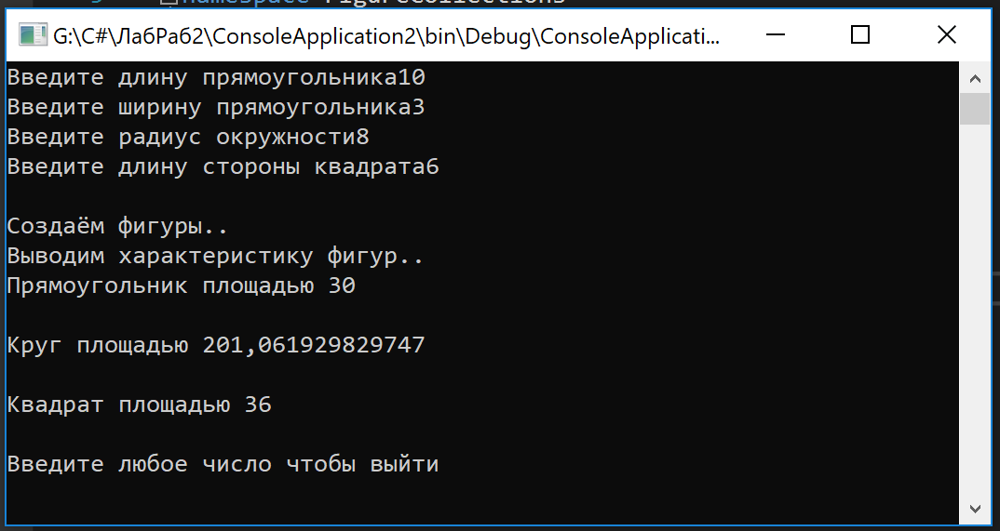 G:\C#\ЛабРаб2\ConsoleApplication2\bin\Debug\ConsoleApplicati...
Введите длину прямоугольника10
Введите ширину прямоугольника3
Введите радиус окружности8
Введите длину стороны квадрата6
Создаём фигуры..
Выводим характеристику фигур..
Прямоугольник площадью 30
Круг площадью 201,061929829747
Квадрат площадью 36
Введите любое число чтобы выйти